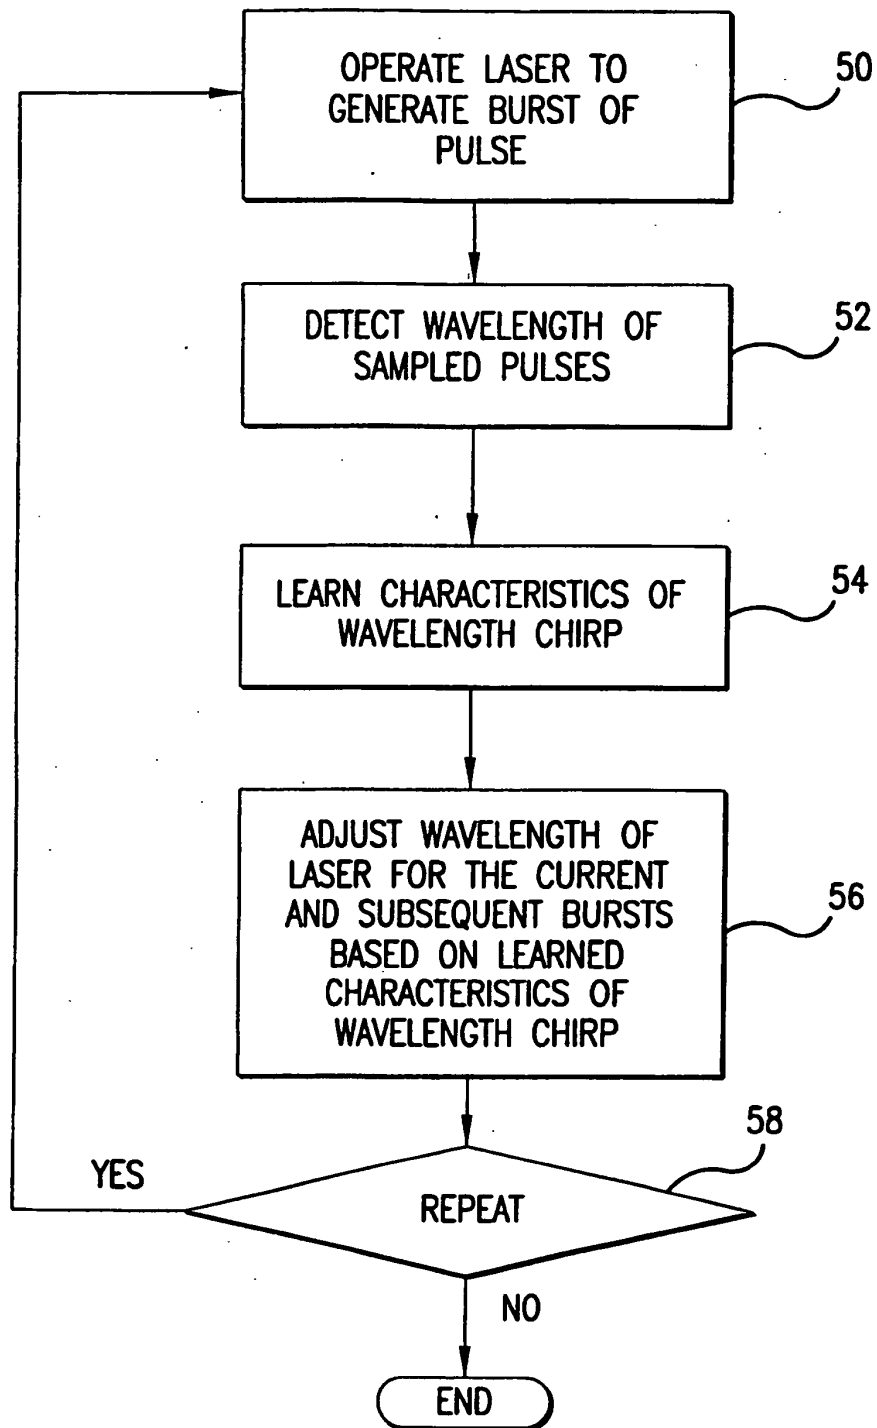 OPERATE LASER TO
GENERATE BURST OF
PULSE
50
DETECT WAVELENGTH OF
SAMPLED PULSES
52
LEARN CHARACTERISTICS OF
WAVELENGTH CHIRP
54
ADJUST WAVELENGTH OF
LASER FOR THE CURRENT
AND SUBSEQUENT BURSTS
BASED ON LEARNED
CHARACTERISTICS OF
WAVELENGTH CHIRP
56
58
YES
REPEAT
NO
END